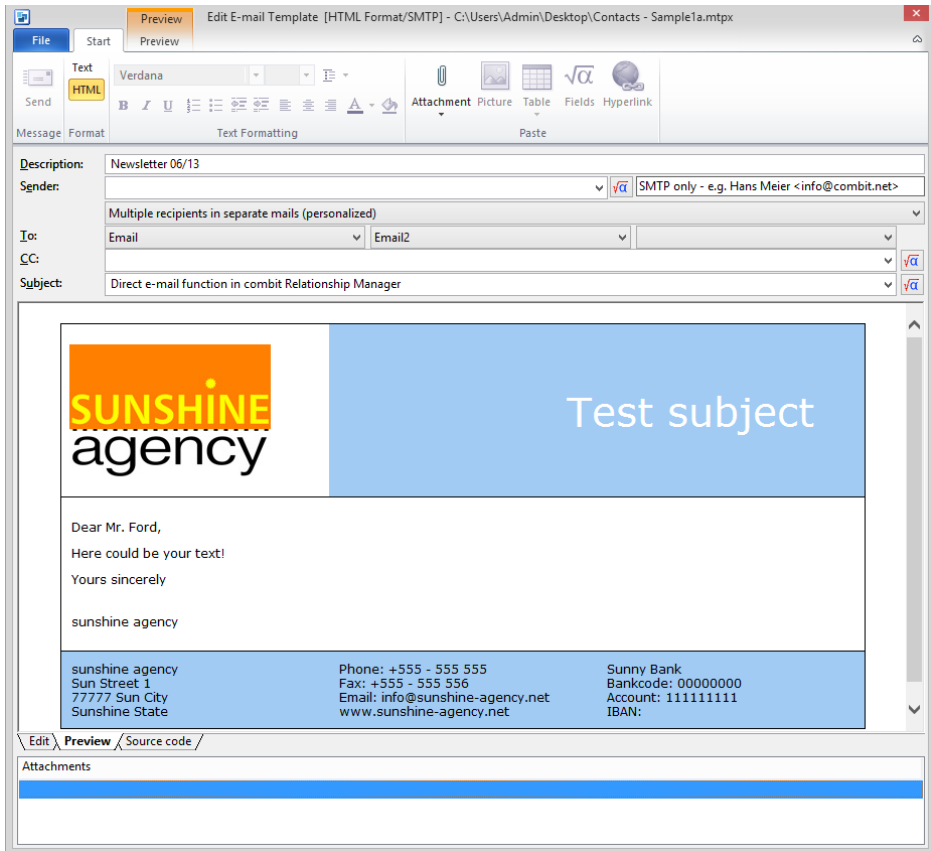 Preview
Edit E-mail Template [HTML Format/SMTP] - C:\Users\Admin\Desktop\Contacts - Sample1a.mtpx
File
Start
Preview
Send
Text
HTML
Verdana
B I U
A
Attachment
Picture
Table
√α
Fields
Hyperlink
Message
Format
Text Formatting
Paste
Description:
Newsletter 06/13
Sender:
√α
SMTP only - e.g. Hans Meier <info@combit.net>
Multiple recipients in separate mails (personalized)
To:
Email
Email2
CC:
√α
Subject:
Direct e-mail function in combit Relationship Manager
√α
SUNSHiNE
agency
Test subject
Dear Mr. Ford,
Here could be your text!
Yours sincerely
sunshine agency
sunshine agency
Sun Street 1
77777 Sun City
Sunshine State
Phone: +555 - 555 555
Fax: +555 - 555 556
Email: info@sunshine-agency.net
www.sunshine-agency.net
Sunny Bank
Bankcode: 00000000
Account: 111111111
IBAN:
Edit
Preview
Source code
Attachments